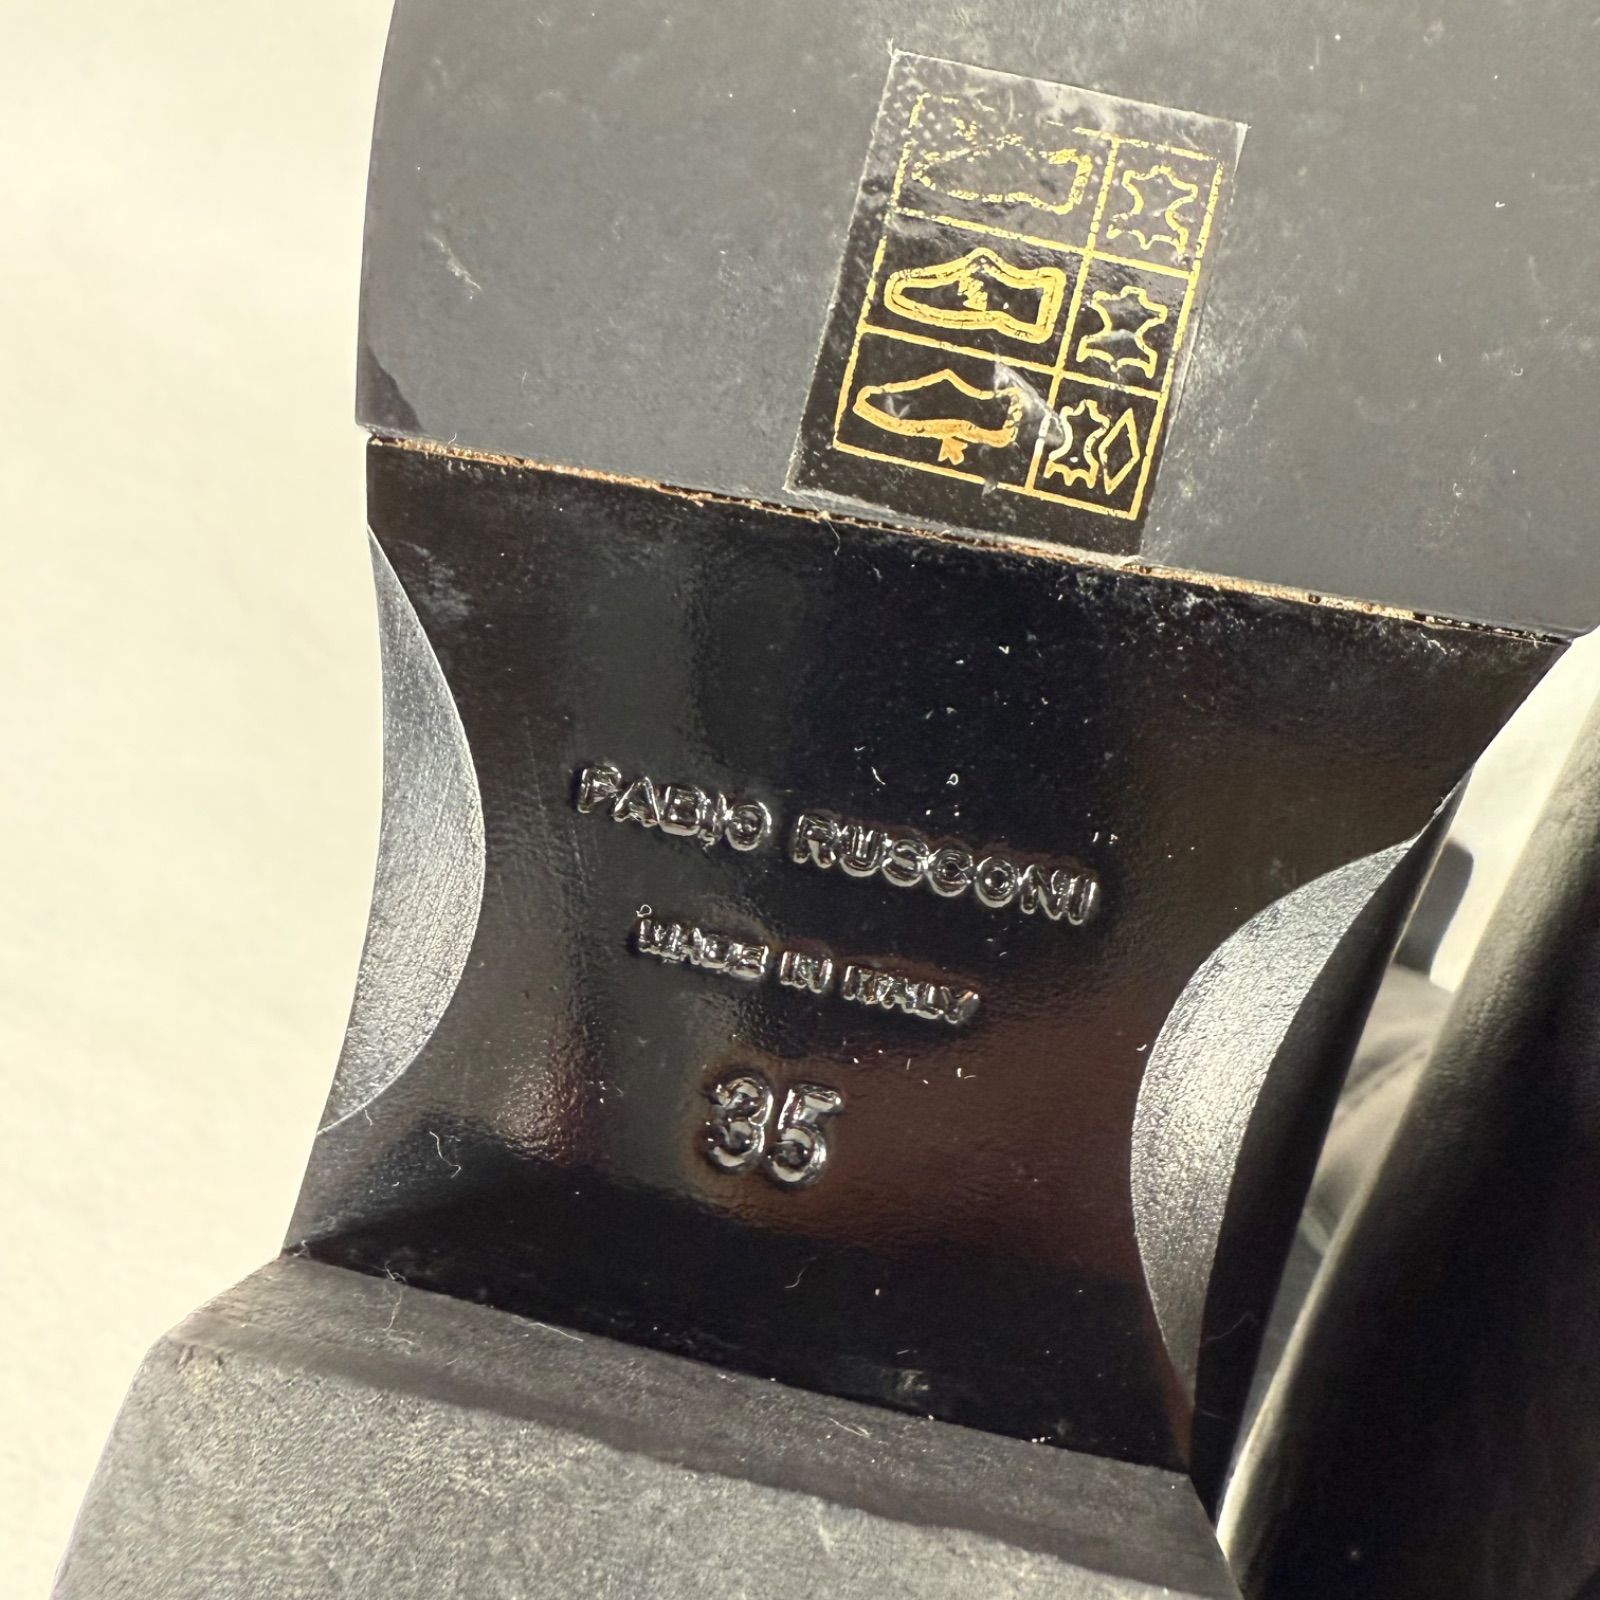 FABIO RUSCONI
MADE IN ITALY
35